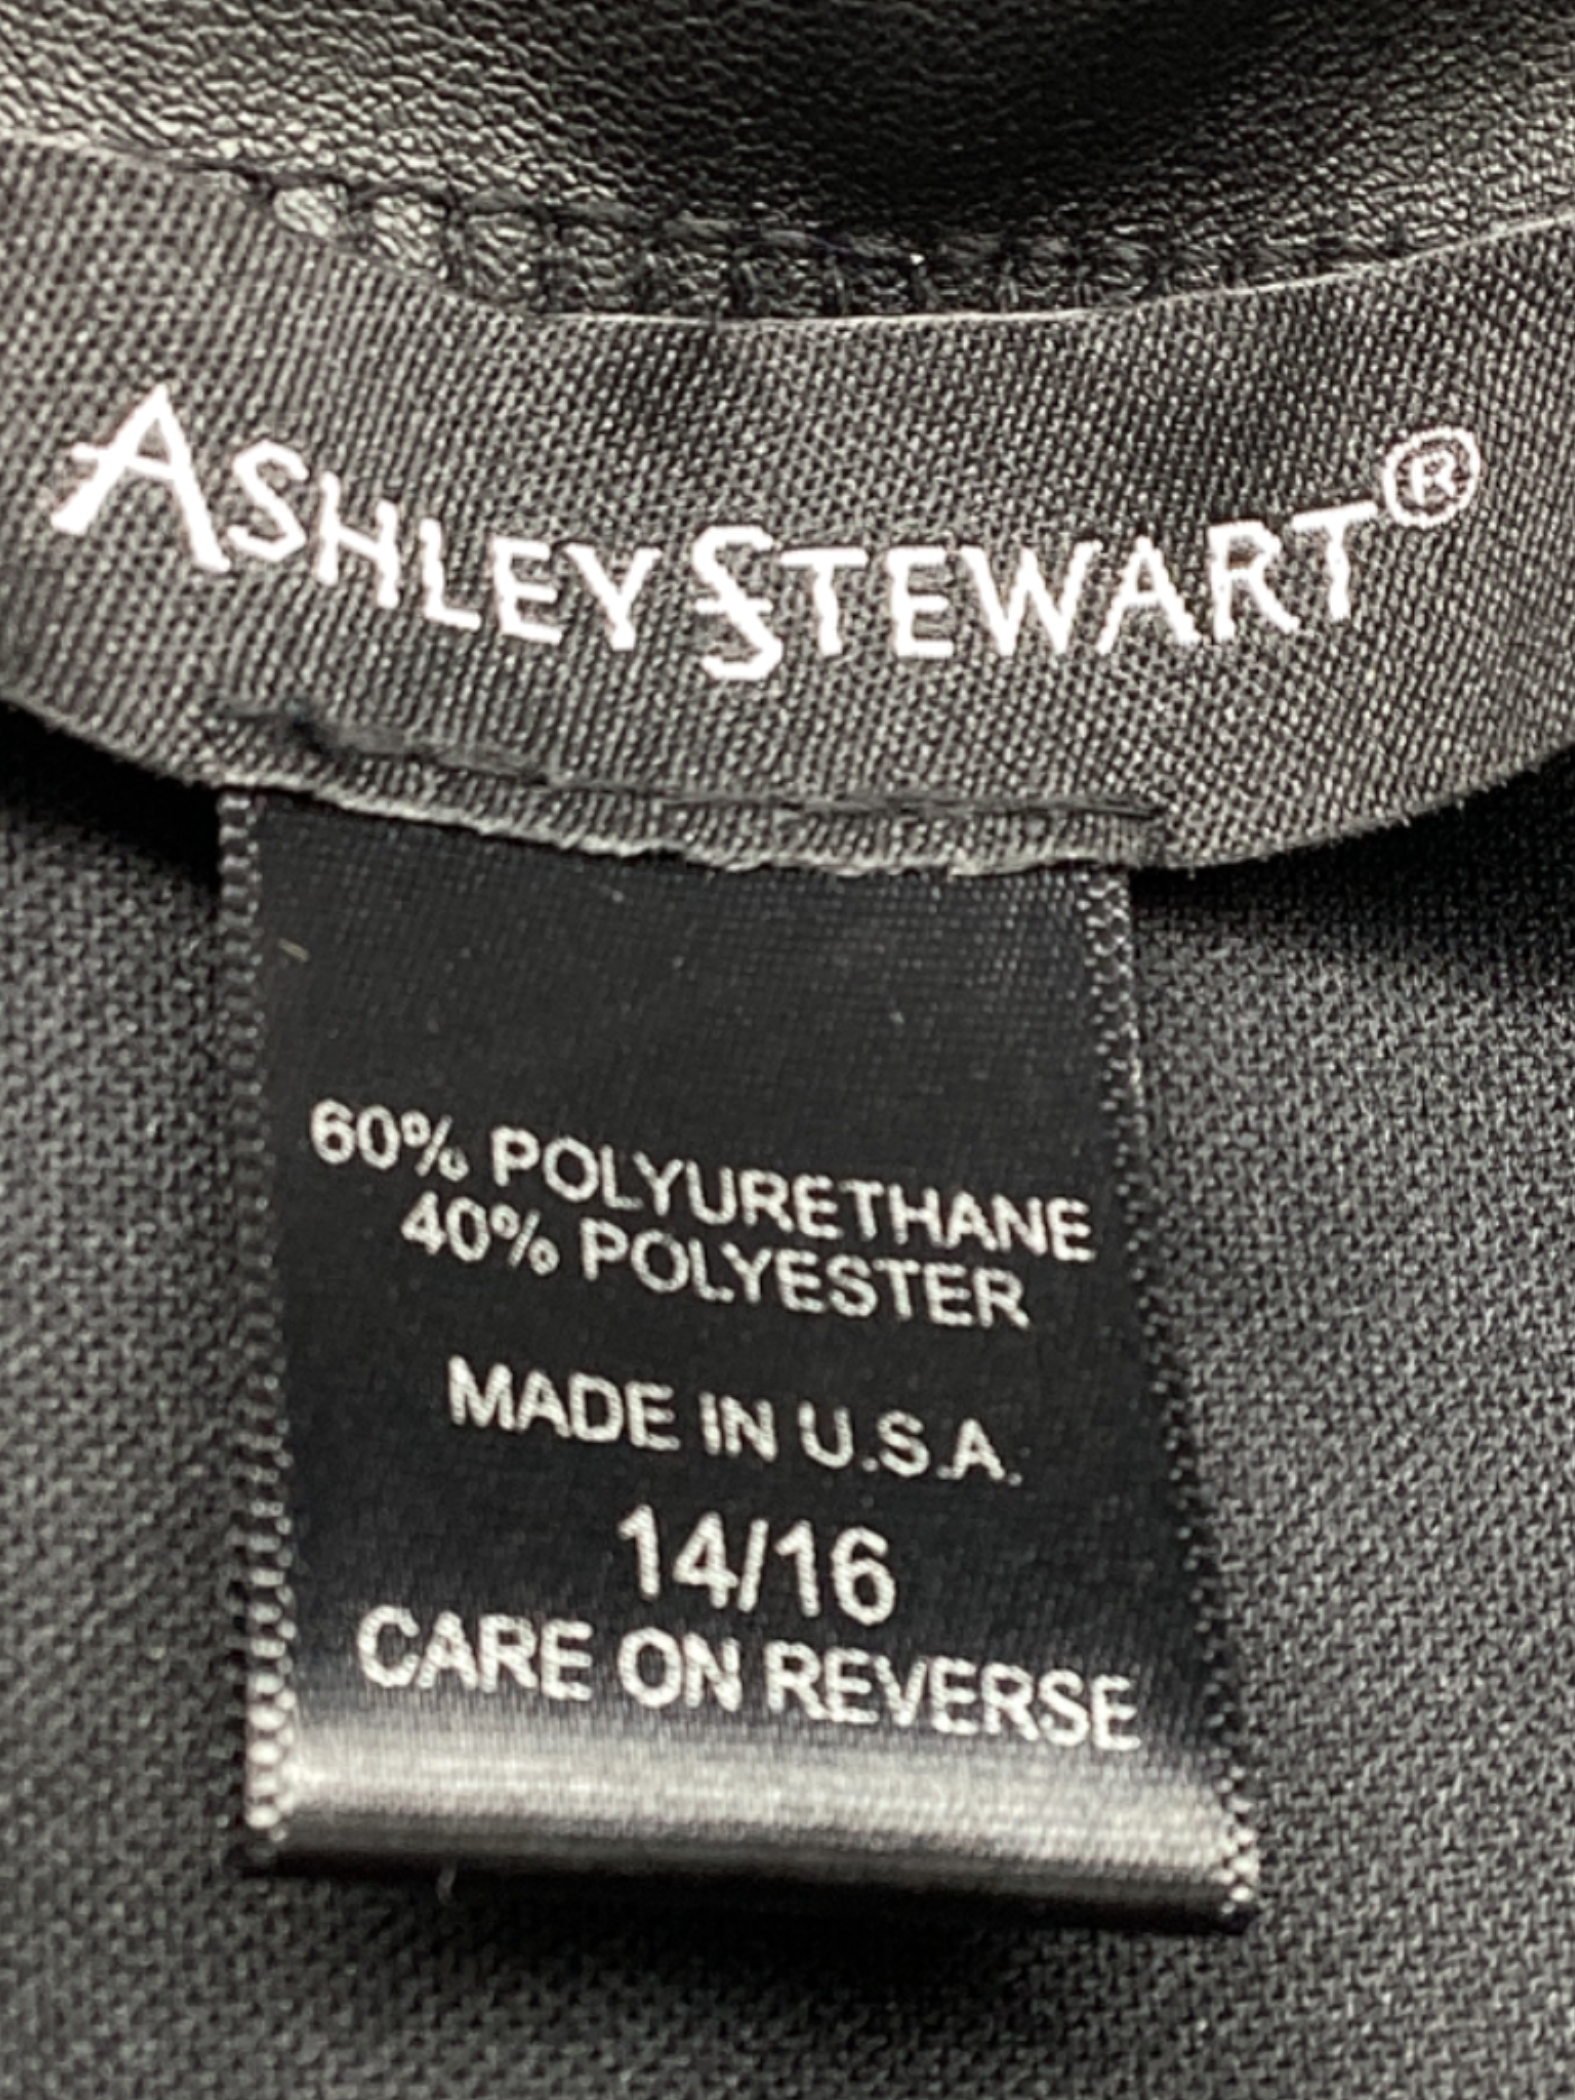 ASHLEY STEWART®
60% POLYURETHANE
40% POLYESTER
MADE IN U.S.A.
14/16
CARE ON REVERSE